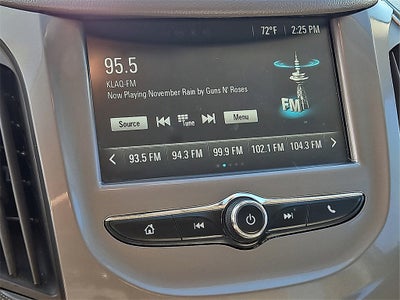 72°F 2:25 PM
95.5
KLAQ-FM
Now Playing November Rain by Guns N' Roses
FM
Source Tune Menu
93.5 FM 94.3 FM 99.9 FM 102.1 FM 104.3 FM